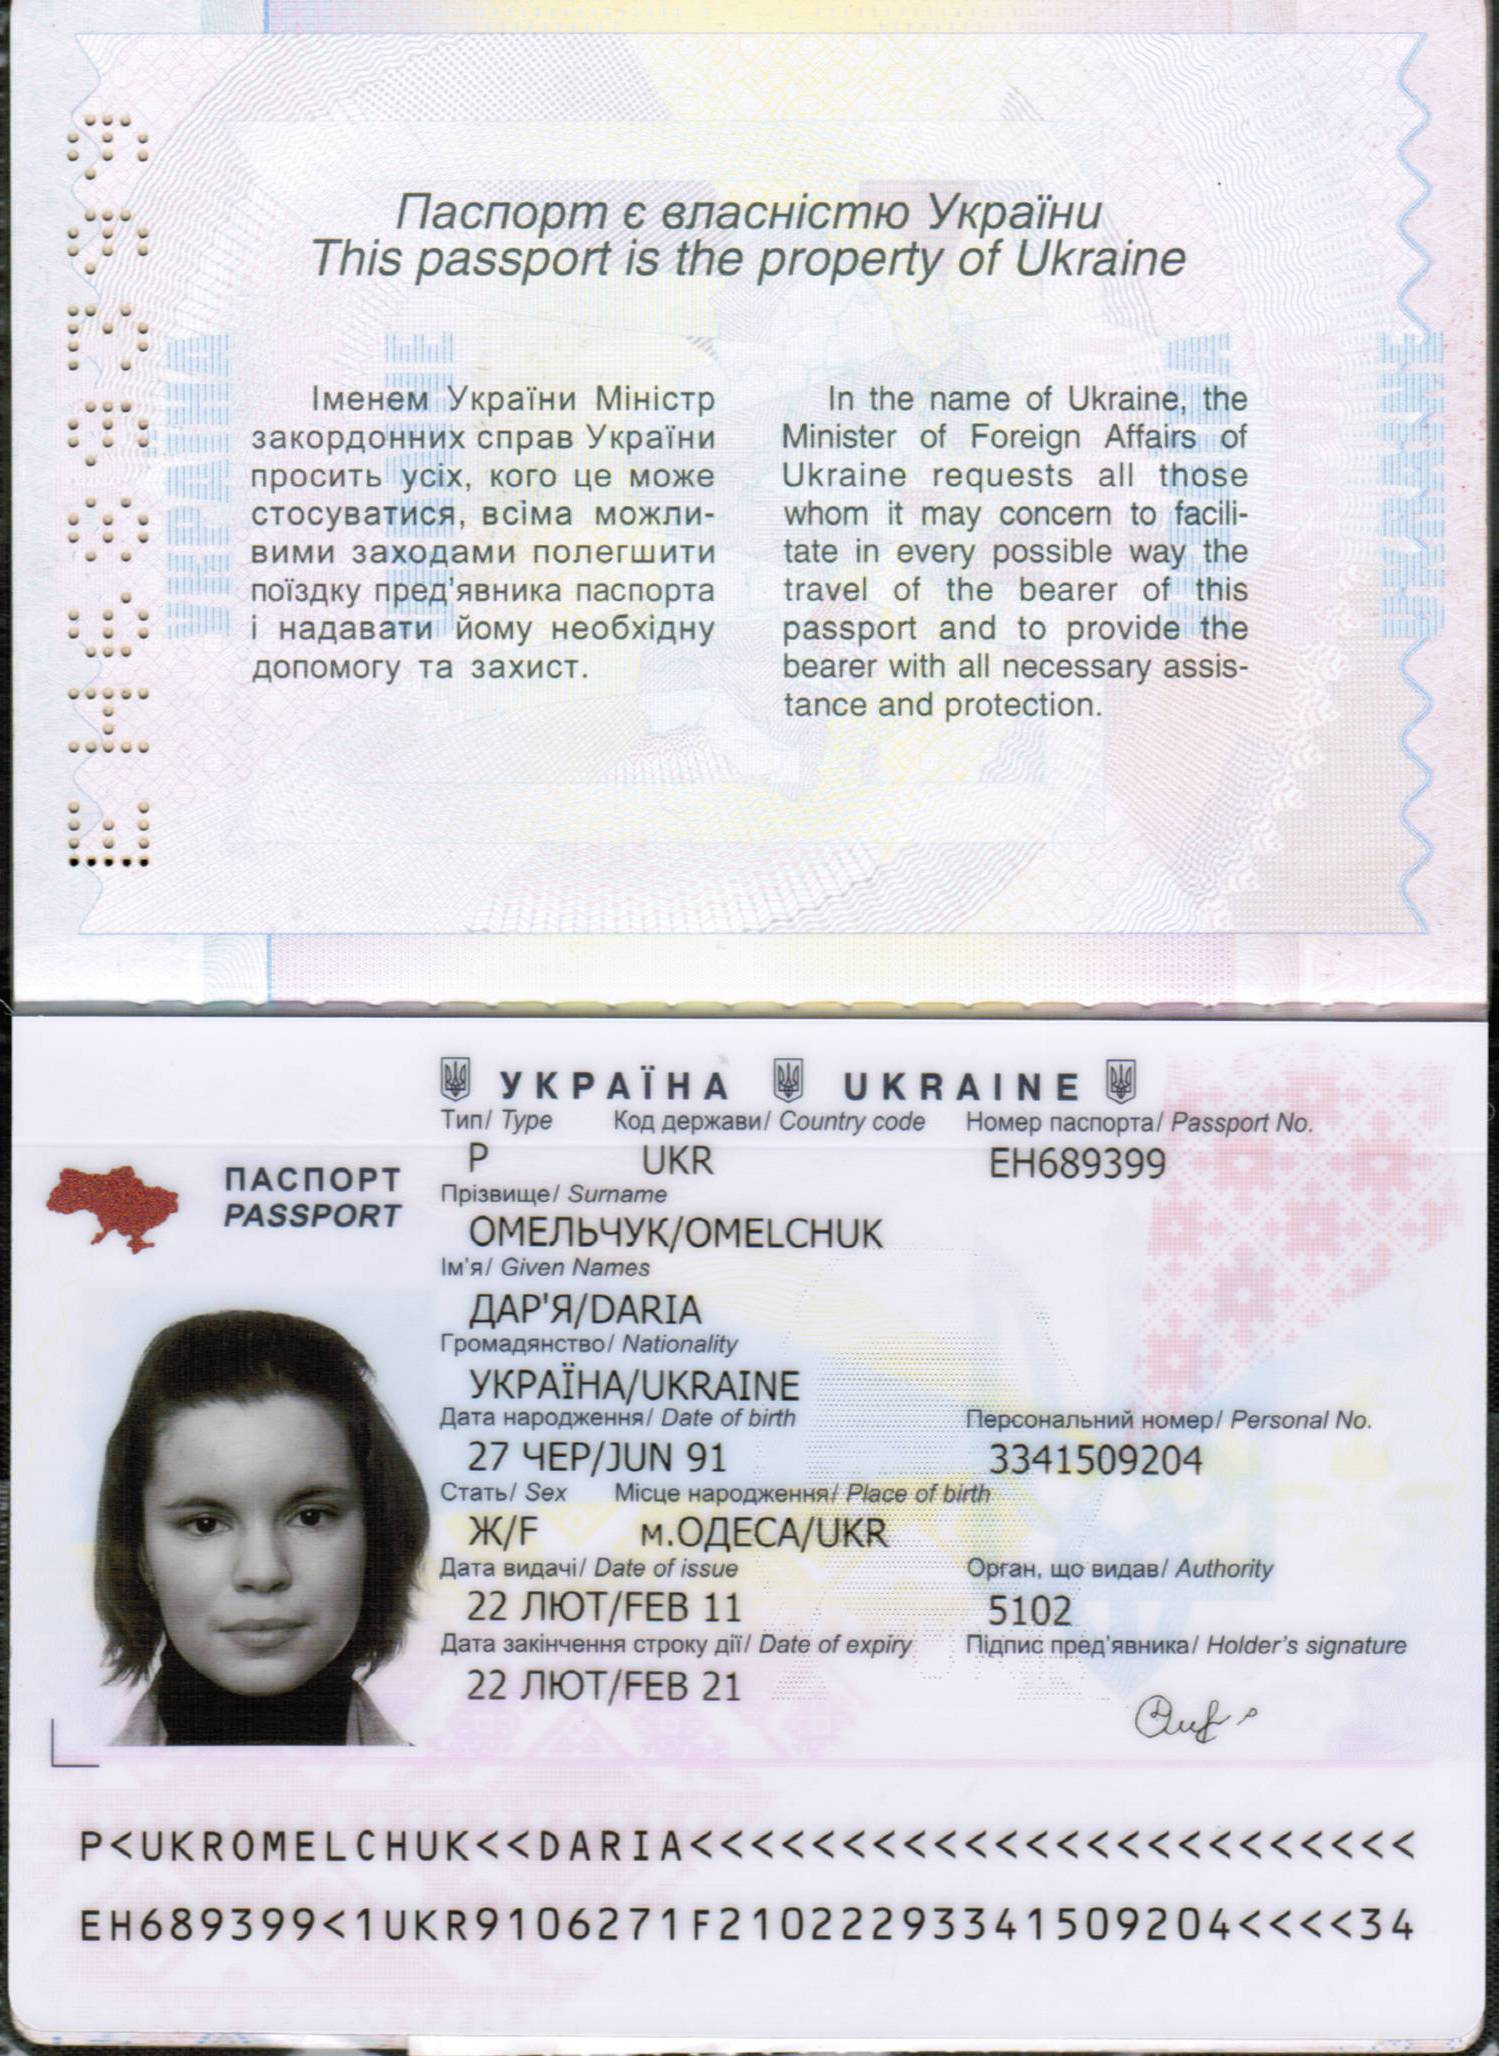 Паспорт є власністю України
This passport is the property of Ukraine
Іменем України Міністр
закордонних справ України
просить усіх, кого це може
стосуватися, всіма можли-
вими заходами полегшити
поїздку пред'явника паспорта
і надавати йому необхідну
допомогу та захист.
In the name of Ukraine, the
Minister of Foreign Affairs of
Ukraine requests all those
whom it may concern to facili-
tate in every possible way the
travel of the bearer of this
passport and to provide the
bearer with all necessary assis-
tance and protection.
EH689399
УКРАЇНА UKRAINE
ПАСПОРТ
PASSPORT
Тип/ Type Код держави/ Country code Номер паспорта/ Passport No.
P UKR EH689399
Прізвище/ Surname
ОМЕЛЬЧУК/OMELCHUK
Ім'я/ Given Names
ДАР'Я/DARIA
Громадянство/ Nationality
УКРАЇНА/UKRAINE
Дата народження/ Date of birth Персональний номер/ Personal No.
27 ЧЕР/JUN 91 3341509204
Стать/ Sex Місце народження/ Place of birth
Ж/F м.ОДЕСА/UKR
Дата видачі/ Date of issue Орган, що видав/ Authority
22 ЛЮТ/FEB 11 5102
Дата закінчення строку дії/ Date of expiry Підпис пред'явника/ Holder's signature
22 ЛЮТ/FEB 21
P<UKROMELCHUK<<DARIA<<<<<<<<<<<<<<<<<<<<<<<<
EH689399<1UKR9106271F21022293341509204<<<<34